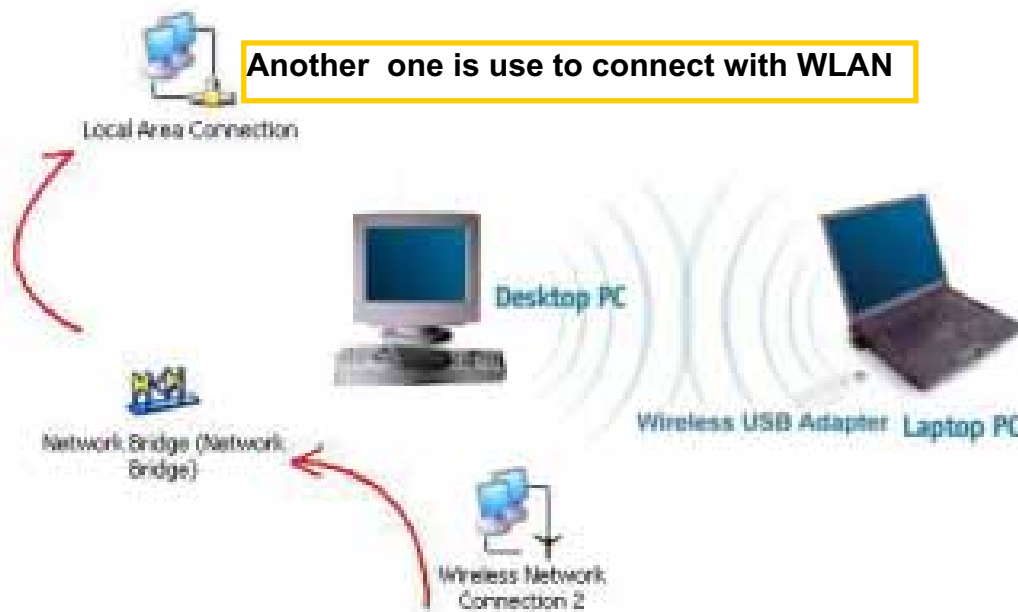 Another one is use to connect with WLAN
Local Area Connection
Desktop PC
Wireless USB Adapter
Laptop PC
Network Bridge (Network
Bridge)
Wireless Network
Connection 2